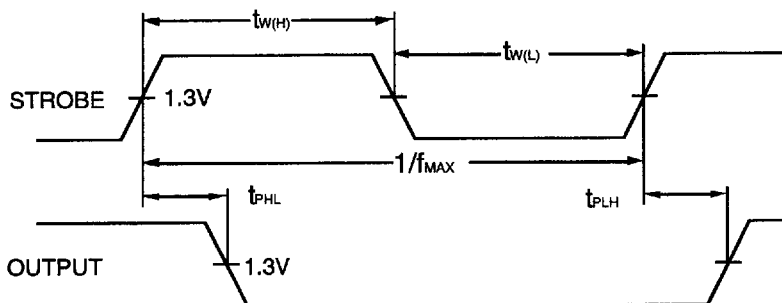 tW(H)
tW(L)
STROBE
1.3V
1/fMAX
tPHL
tPLH
OUTPUT
1.3V